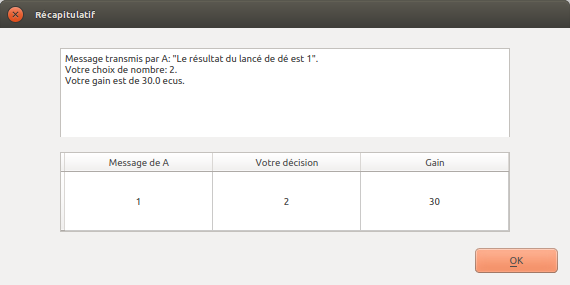 Récapitulatif
Message transmis par A: "Le résultat du lancé de dé est 1".
Votre choix de nombre: 2.
Votre gain est de 30.0 ecus.
Message de A Votre décision Gain
1 2 30
OK